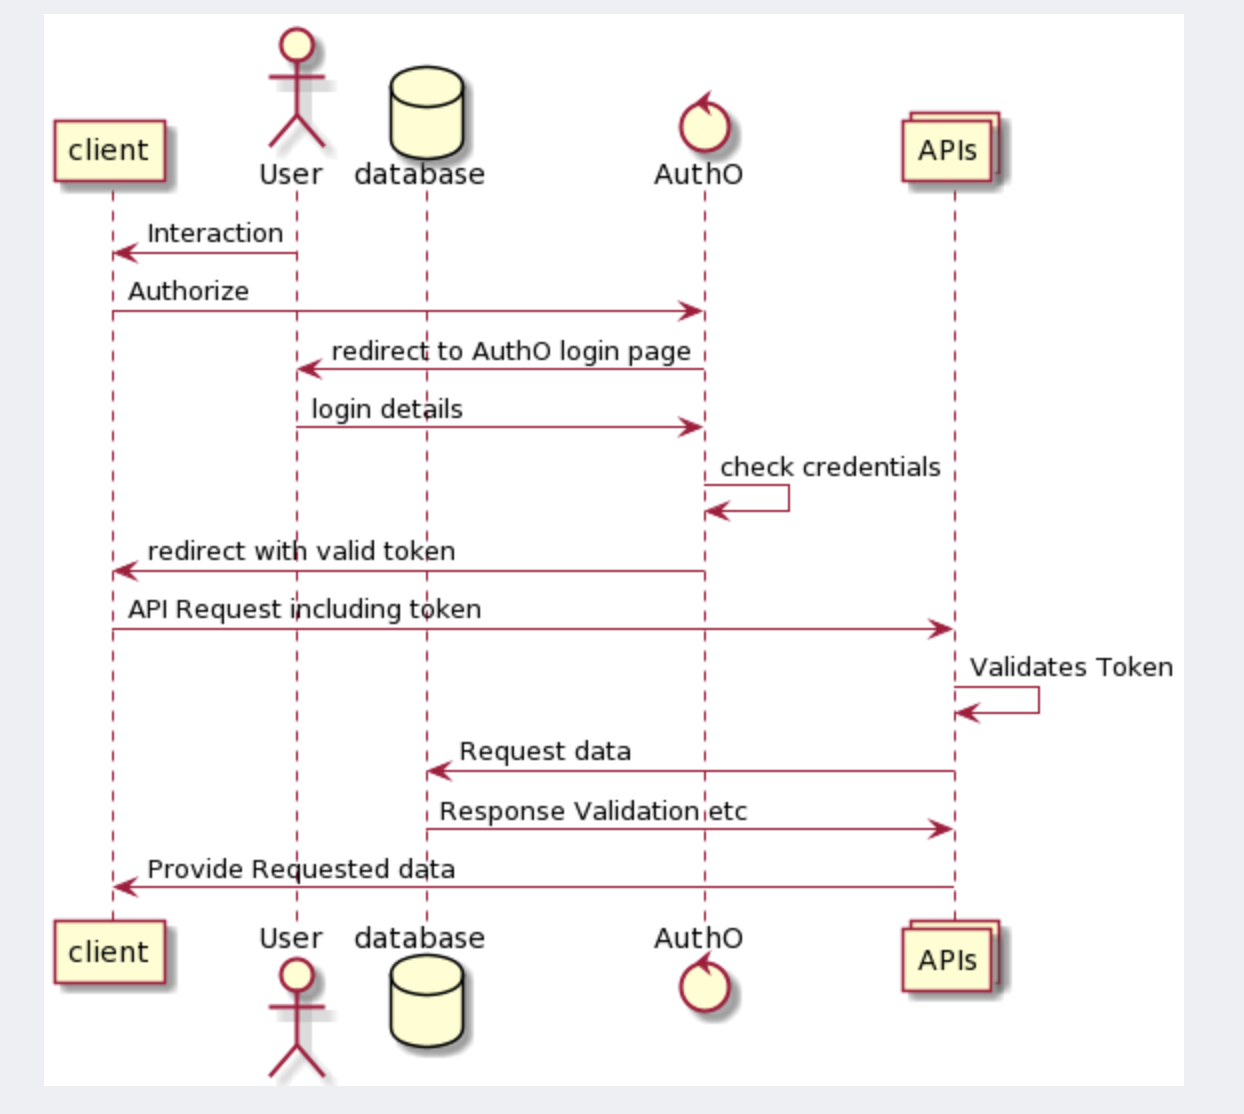 client
User
database
AuthO
APIs
Interaction
Authorize
redirect to AuthO login page
login details
check credentials
redirect with valid token
API Request including token
Validates Token
Request data
Response Validation etc
Provide Requested data
client
User
database
AuthO
APIs